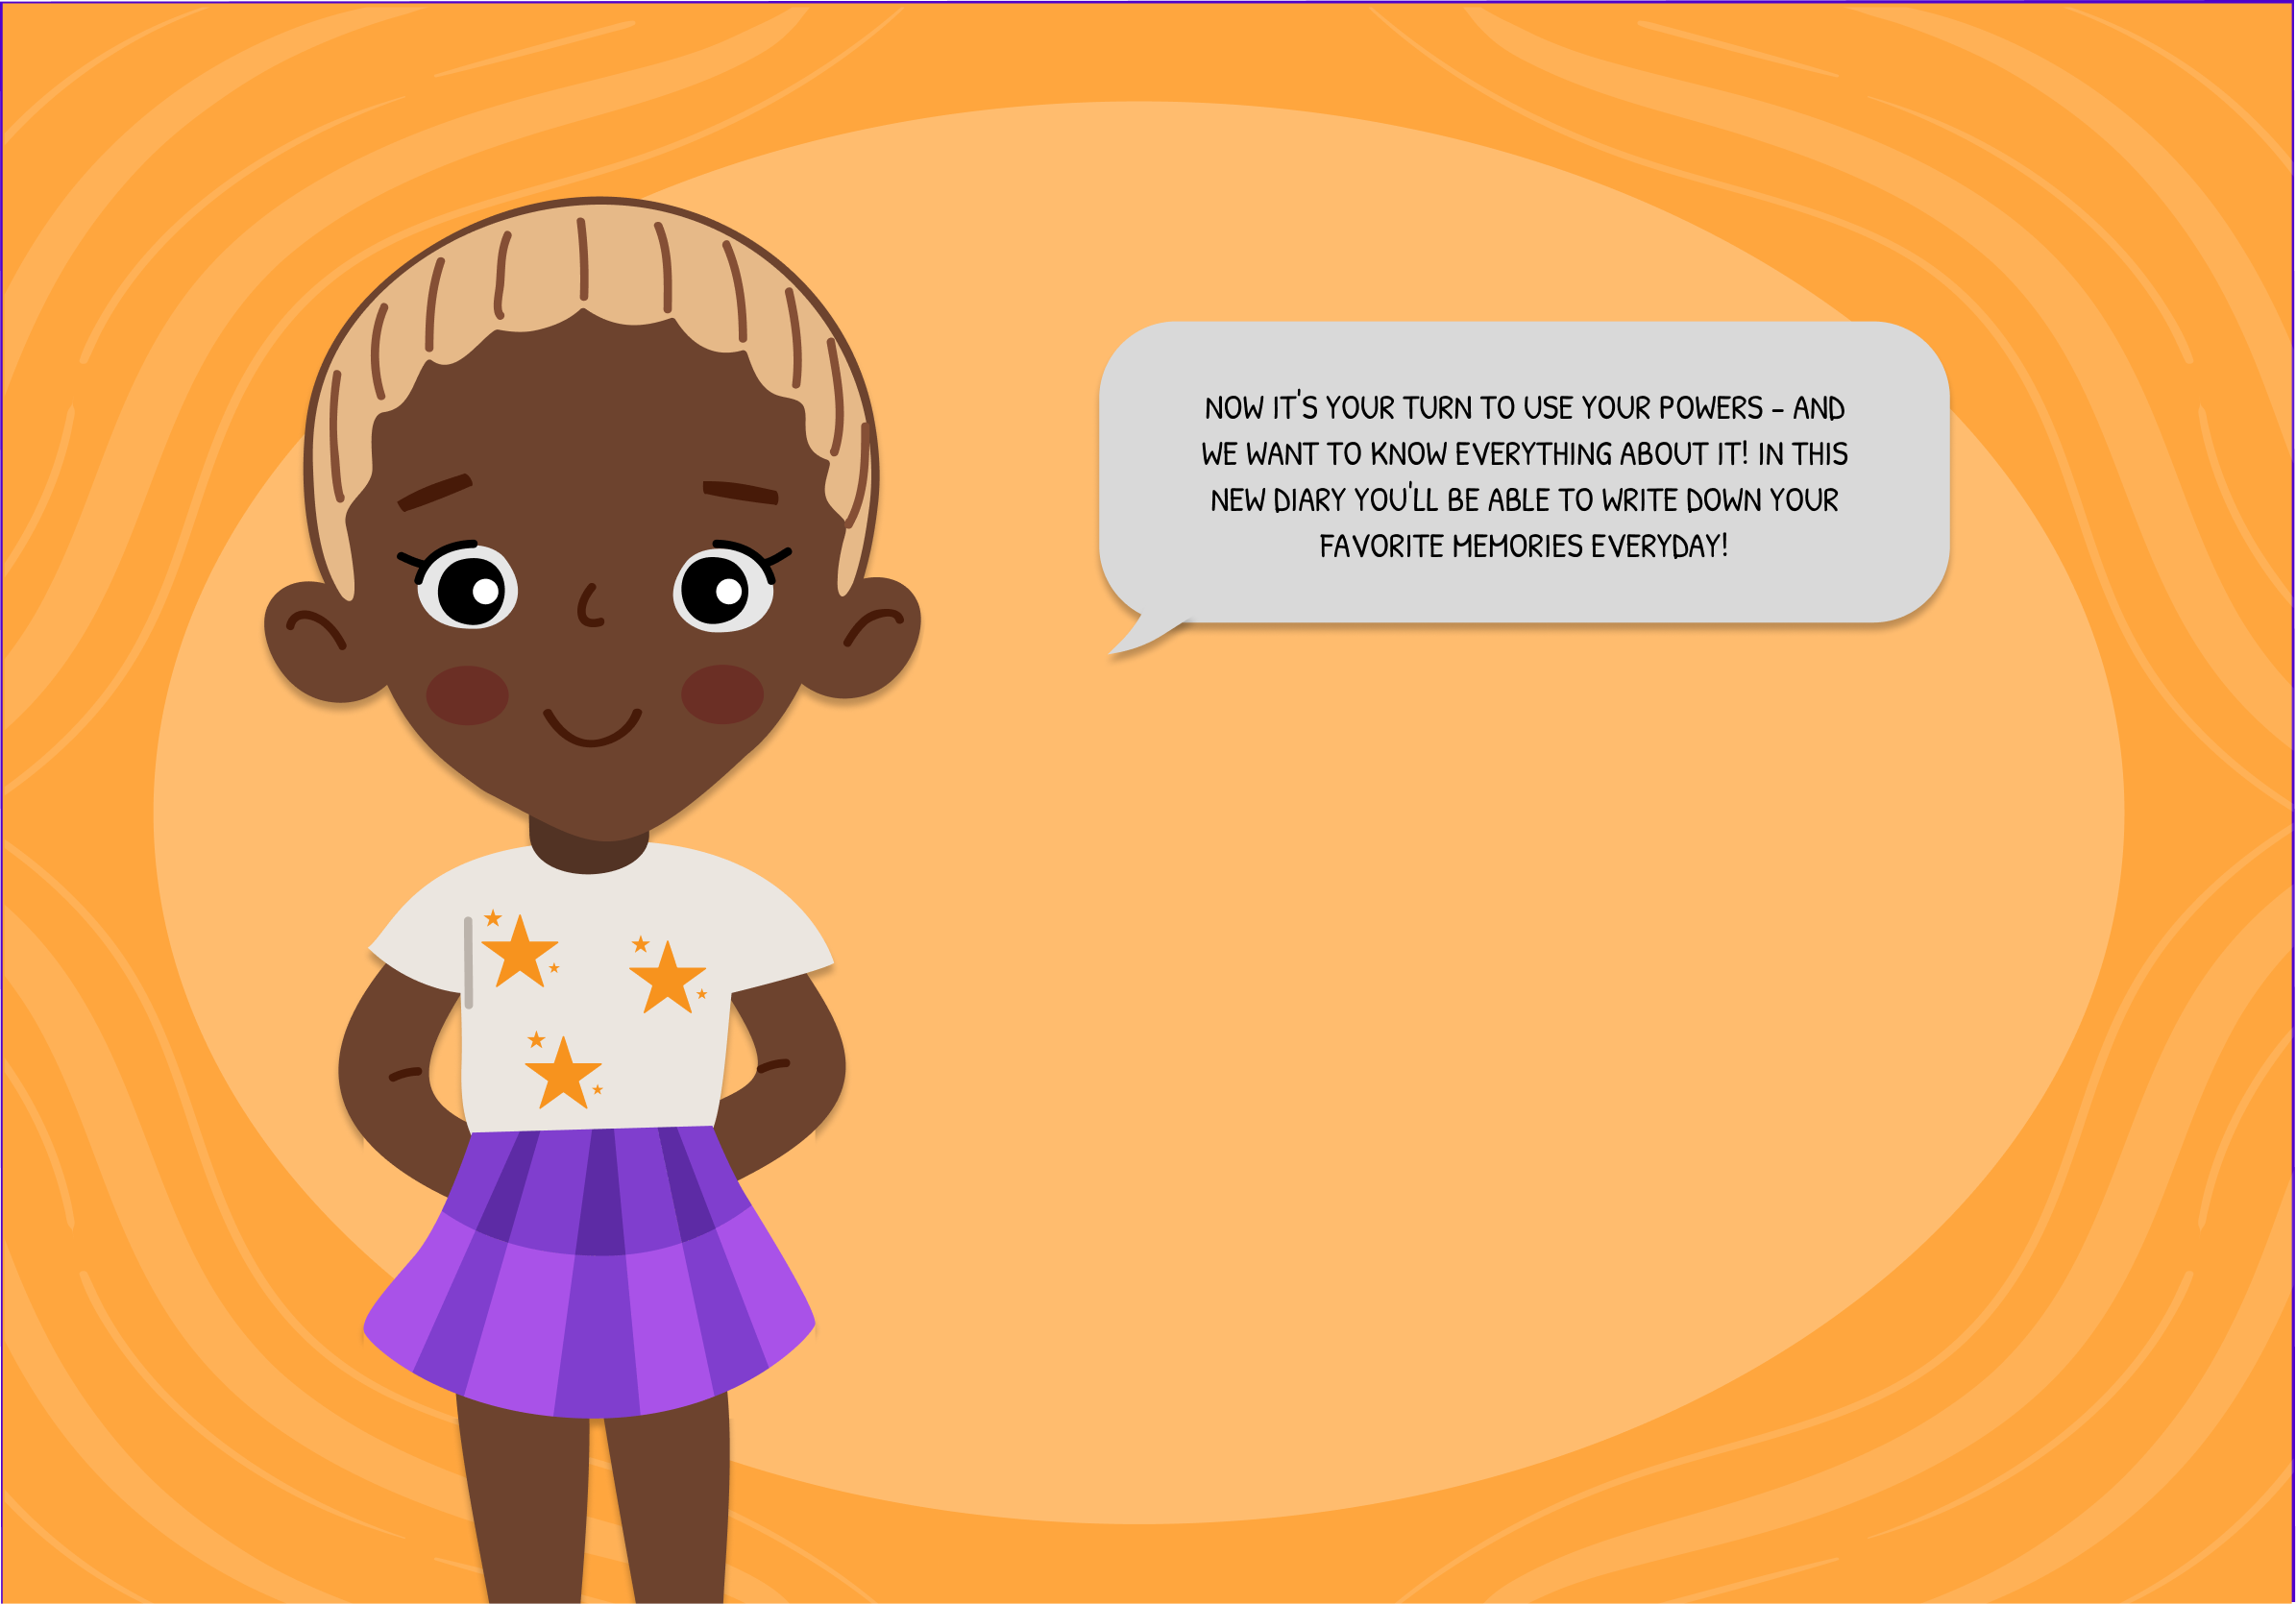 NOW IT'S YOUR TURN TO USE YOUR POWERS – AND
WE WANT TO KNOW EVERYTHING ABOUT IT! IN THIS
NEW DIARY YOU'LL BE ABLE TO WRITE DOWN YOUR
FAVORITE MEMORIES EVERYDAY!